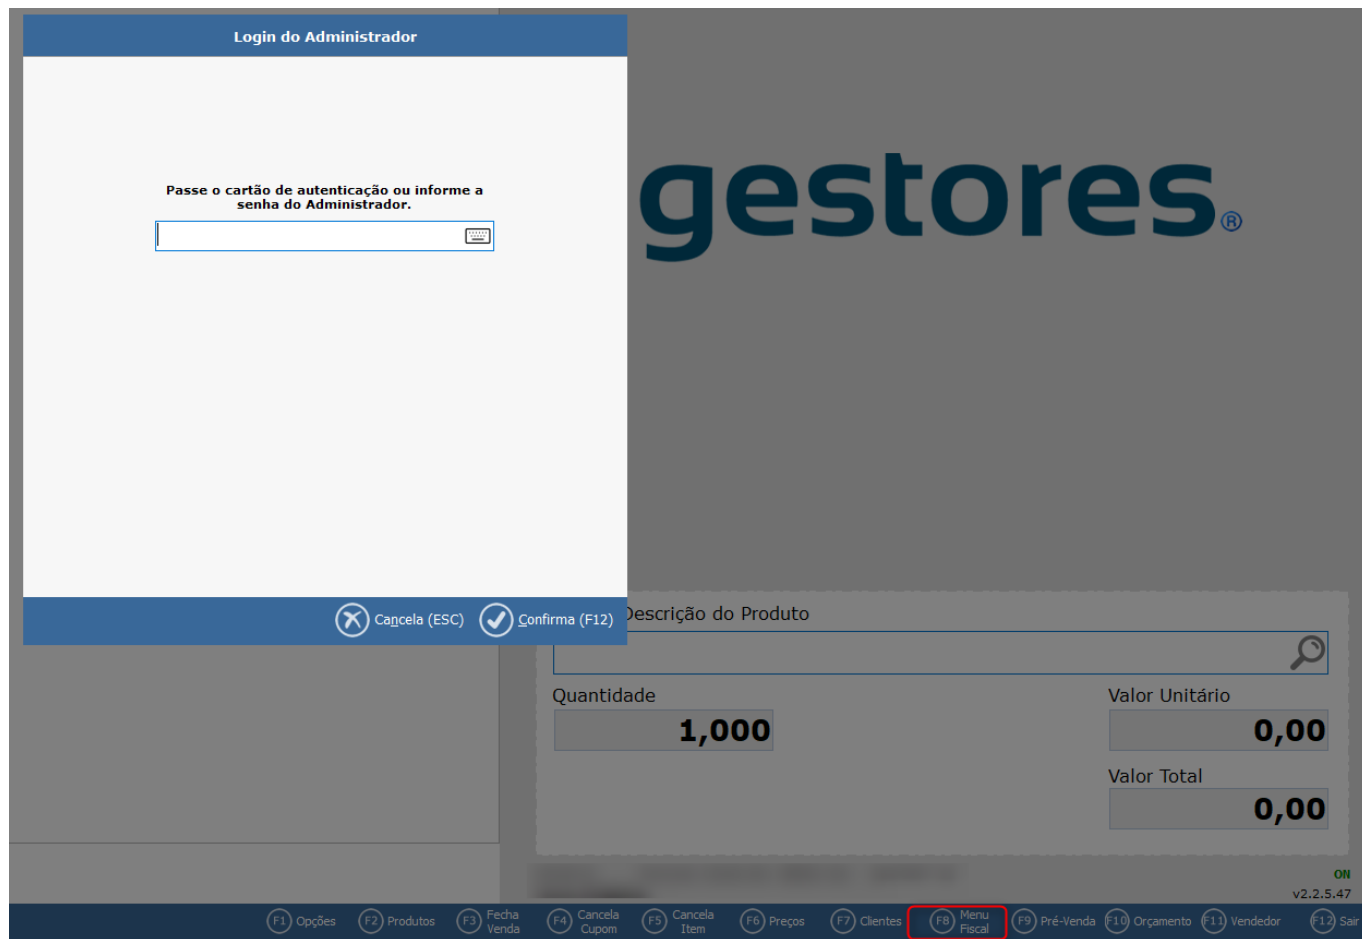 Login do Administrador
Passe o cartão de autenticação ou informe a
senha do Administrador.
Cancela (ESC)
Confirma (F12)
gestores®
Descrição do Produto
Quantidade
Valor Unitário
1,000
0,00
Valor Total
0,00
ON
v2.2.5.47
F1 Opções
F2 Produtos
F3 Fecha
Venda
F4 Cancela
Cupom
F5 Cancela
Item
F6 Preços
F7 Clientes
F8 Menu
Fiscal
F9 Pré-Venda
F10 Orçamento
F11 Vendedor
F12 Sair